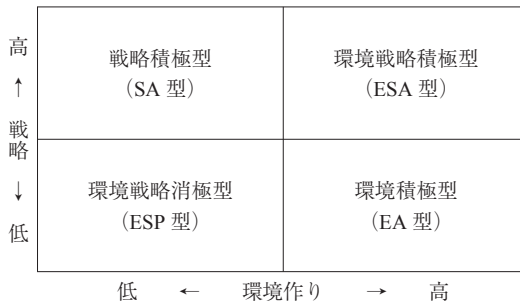 高
↑
戦略
↓
低
戦略積極型
（SA 型）
環境戦略積極型
（ESA 型）
環境戦略消極型
（ESP 型）
環境積極型
（EA 型）
低 ← 環境作り → 高